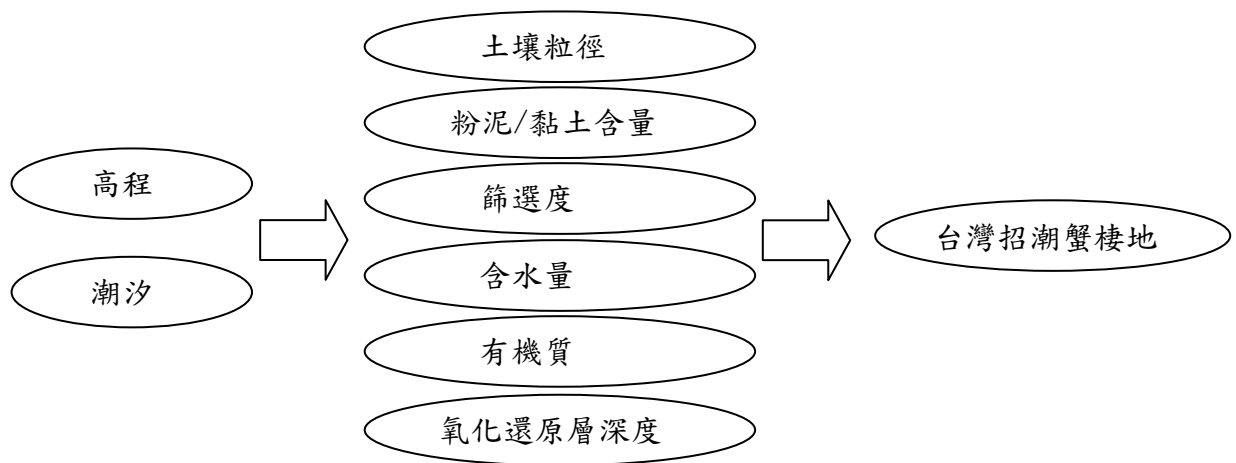 高程
潮汐
土壤粒徑
粉泥/黏土含量
篩選度
含水量
有機質
氧化還原層深度
台灣招潮蟹棲地